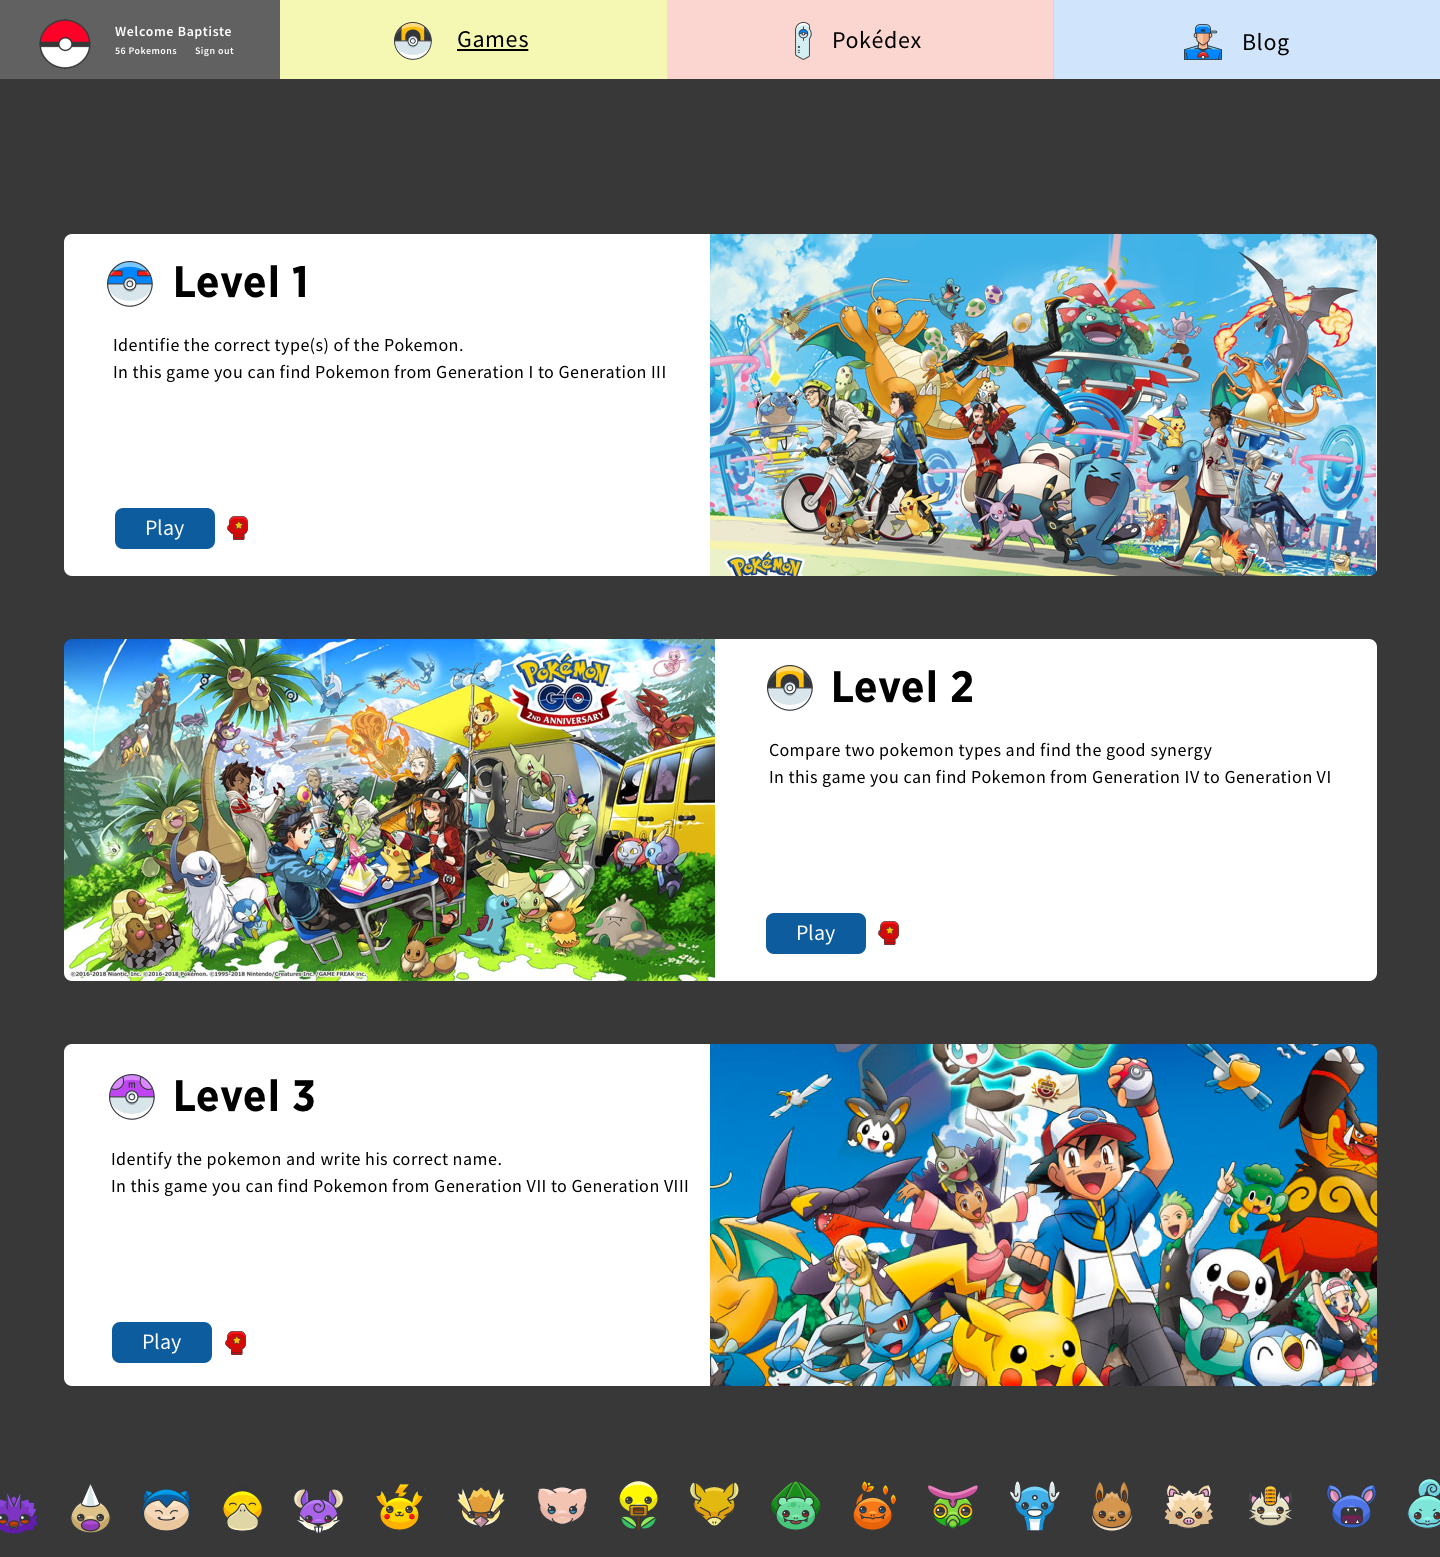 Welcome Baptiste
56 Pokemons Sign out
Games
Pokédex
Blog
Level 1
Identifie the correct type(s) of the Pokemon.
In this game you can find Pokemon from Generation I to Generation III
Play
POKéMON
POKéMON
GO
2ND ANNIVERSARY
©2016-2018 Niantic, Inc. ©2016-2018 Pokémon. ©1995-2018 Nintendo/Creatures Inc. /GAME FREAK inc.
Level 2
Compare two pokemon types and find the good synergy
In this game you can find Pokemon from Generation IV to Generation VI
Play
m
Level 3
Identify the pokemon and write his correct name.
In this game you can find Pokemon from Generation VII to Generation VIII
Play